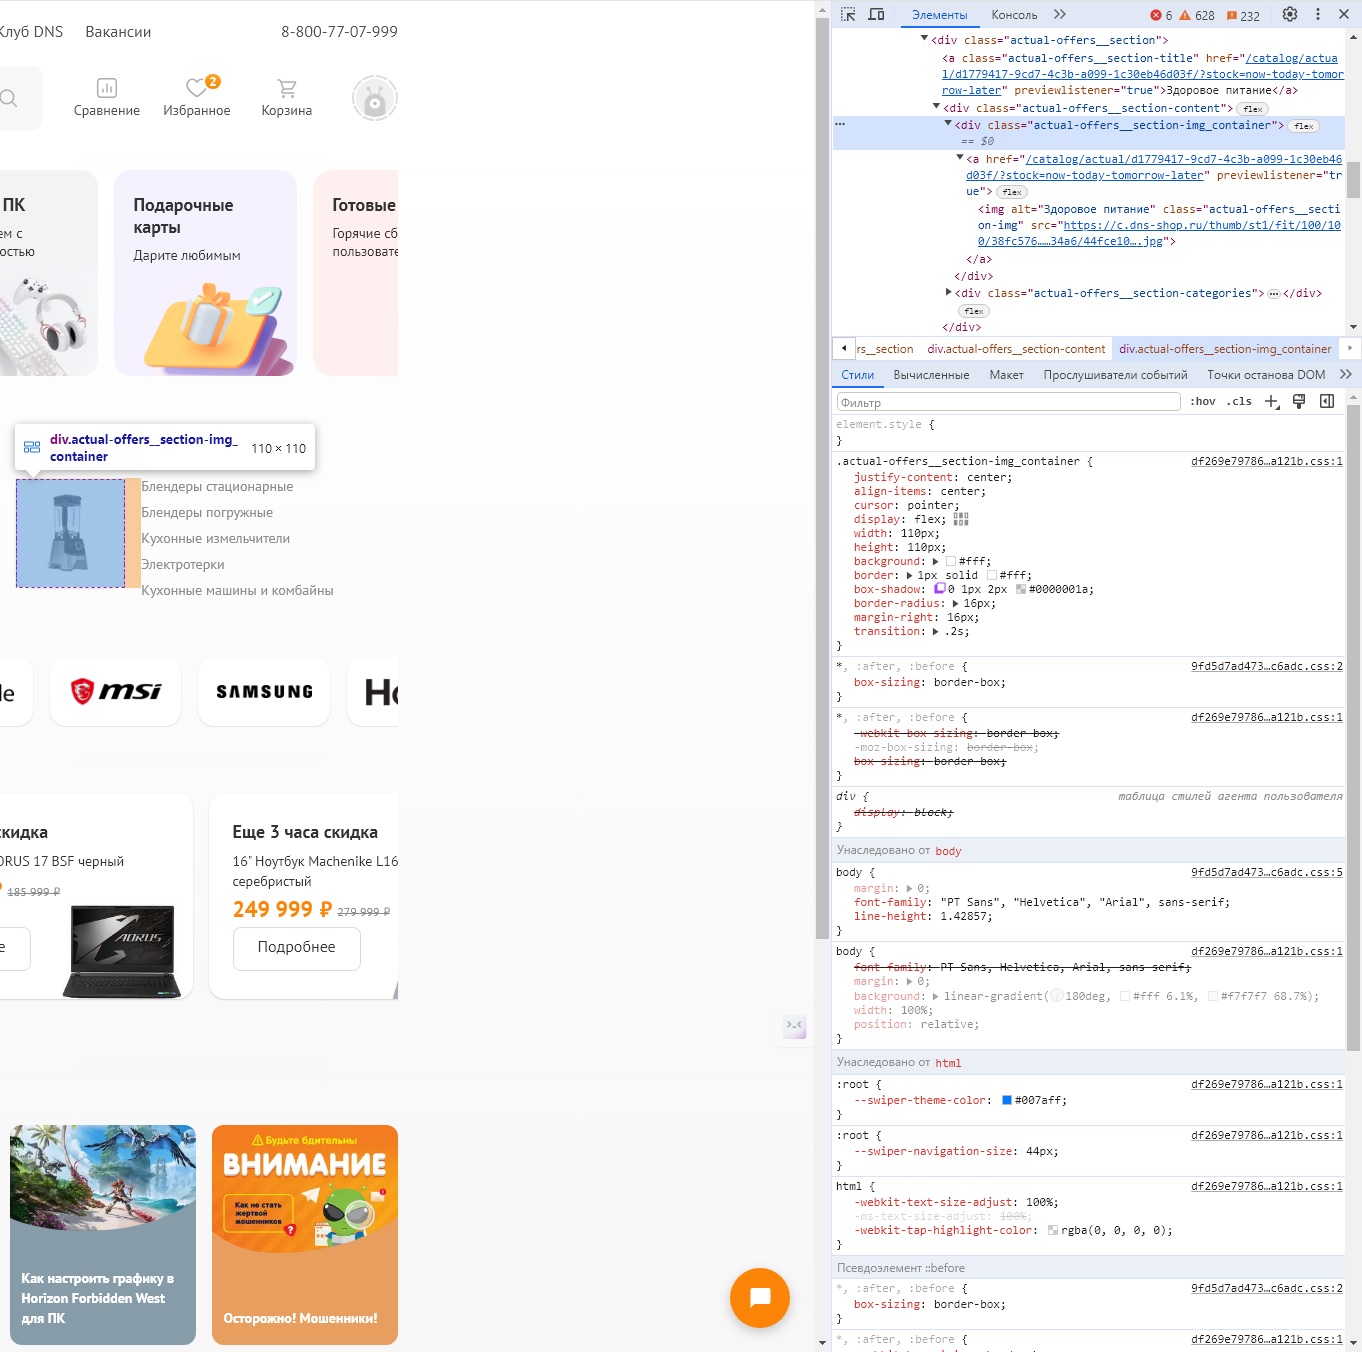 Клуб DNS
Вакансии
8-800-77-07-999
Сравнение
2
Избранное
Корзина
ПК
ем с
остью
Подарочные
карты
Дарите любимым
Готовые
Горячие сб
пользовате
div.actual-offers__section-img_
container
110 × 110
Блендеры стационарные
Блендеры погружные
Кухонные измельчители
Электротерки
Кухонные машины и комбайны
le
msi
SAMSUNG
Но
скидка
ORUS 17 BSF черный
185 999 ₽
е
AORUS
Еще 3 часа скидка
16" Ноутбук Machenike L16
серебристый
249 999 ₽ 279 999 ₽
Подробнее
Как настроить графику в
Horizon Forbidden West
для ПК
Будьте бдительны
ВНИМАНИЕ
Как не стать
жертвой
мошенников
Осторожно! Мошенники!
Элементы
Консоль
6
628
232
<div class="actual-offers__section">
<a class="actual-offers__section-title" href="/catalog/actua
l/d1779417-9cd7-4c3b-a099-1c30eb46d03f/?stock=now-today-tomor
row-later" previewlistener="true">Здоровое питание</a>
<div class="actual-offers__section-content"> flex
<div class="actual-offers__section-img_container"> flex
== $0
<a href="/catalog/actual/d1779417-9cd7-4c3b-a099-1c30eb46
d03f/?stock=now-today-tomorrow-later" previewlistener="tr
ue"> flex
<img alt="Здоровое питание" class="actual-offers__secti
on-img" src="https://c.dns-shop.ru/thumb/st1/fit/100/10
0/38fc576……34a6/44fce10….jpg">
</a>
</div>
<div class="actual-offers__section-categories"> … </div>
flex
</div>
rs__section
div.actual-offers__section-content
div.actual-offers__section-img_container
Стили
Вычисленные
Макет
Прослушиватели событий
Точки останова DOM
Фильтр
:hov
.cls
element.style {
}
.actual-offers__section-img_container {
df269e79786…a121b.css:1
justify-content: center;
align-items: center;
cursor: pointer;
display: flex;
width: 110px;
height: 110px;
background: #fff;
border: 1px solid #fff;
box-shadow: 0 1px 2px #0000001a;
border-radius: 16px;
margin-right: 16px;
transition: .2s;
}
*, :after, :before {
9fd5d7ad473…c6adc.css:2
box-sizing: border-box;
}
*, :after, :before {
df269e79786…a121b.css:1
-webkit-box-sizing: border-box;
-moz-box-sizing: border-box;
box-sizing: border-box;
}
div {
таблица стилей агента пользователя
display: block;
}
Унаследовано от body
body {
9fd5d7ad473…c6adc.css:5
margin: 0;
font-family: "PT Sans", "Helvetica", "Arial", sans-serif;
line-height: 1.42857;
}
body {
df269e79786…a121b.css:1
font-family: PT Sans, Helvetica, Arial, sans-serif;
margin: 0;
background: linear-gradient(180deg, #fff 6.1%, #f7f7f7 68.7%);
width: 100%;
position: relative;
}
Унаследовано от html
:root {
df269e79786…a121b.css:1
--swiper-theme-color: #007aff;
}
:root {
df269e79786…a121b.css:1
--swiper-navigation-size: 44px;
}
html {
df269e79786…a121b.css:1
-webkit-text-size-adjust: 100%;
-ms-text-size-adjust: 100%;
-webkit-tap-highlight-color: rgba(0, 0, 0, 0);
}
Псевдоэлемент ::before
*, :after, :before {
9fd5d7ad473…c6adc.css:2
box-sizing: border-box;
}
*, :after, :before {
df269e79786…a121b.css:1